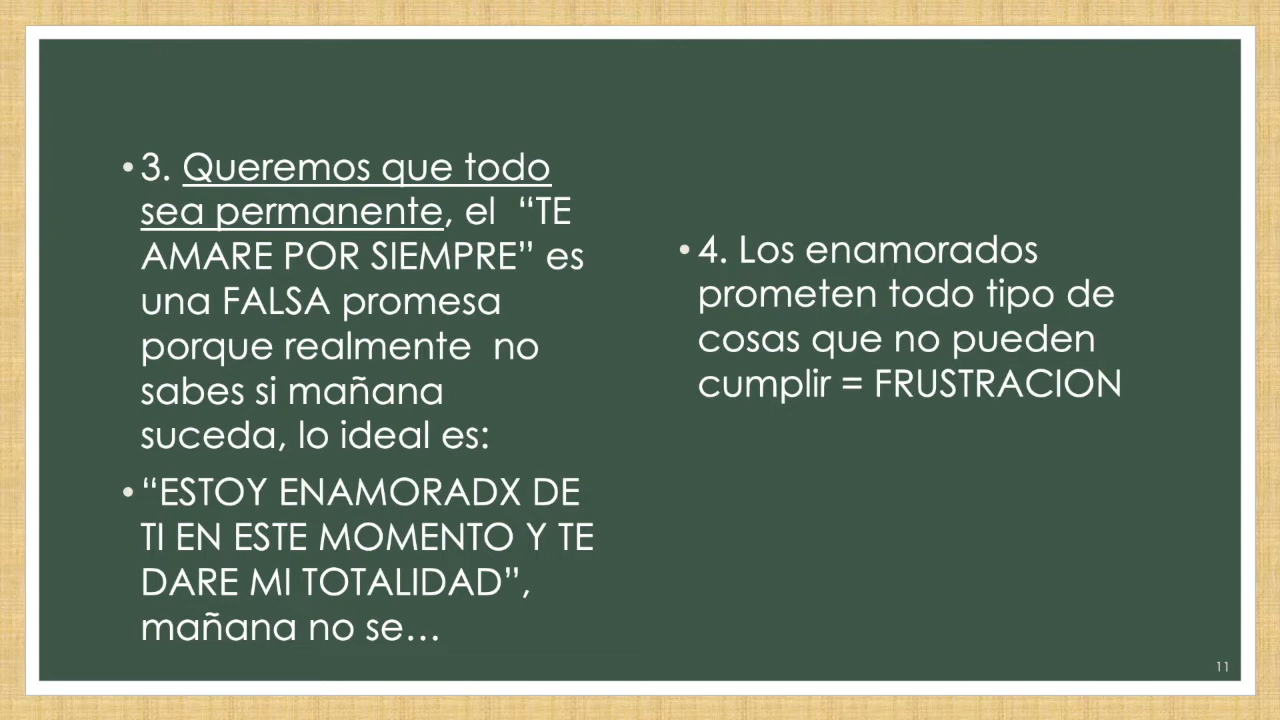 • 3. Queremos que todo
sea permanente, el “TE
AMARE POR SIEMPRE” es
una FALSA promesa
porque realmente no
sabes si mañana
suceda, lo ideal es:
• “ESTOY ENAMORADX DE
TI EN ESTE MOMENTO Y TE
DARE MI TOTALIDAD”,
mañana no se…
• 4. Los enamorados
prometen todo tipo de
cosas que no pueden
cumplir = FRUSTRACION
11